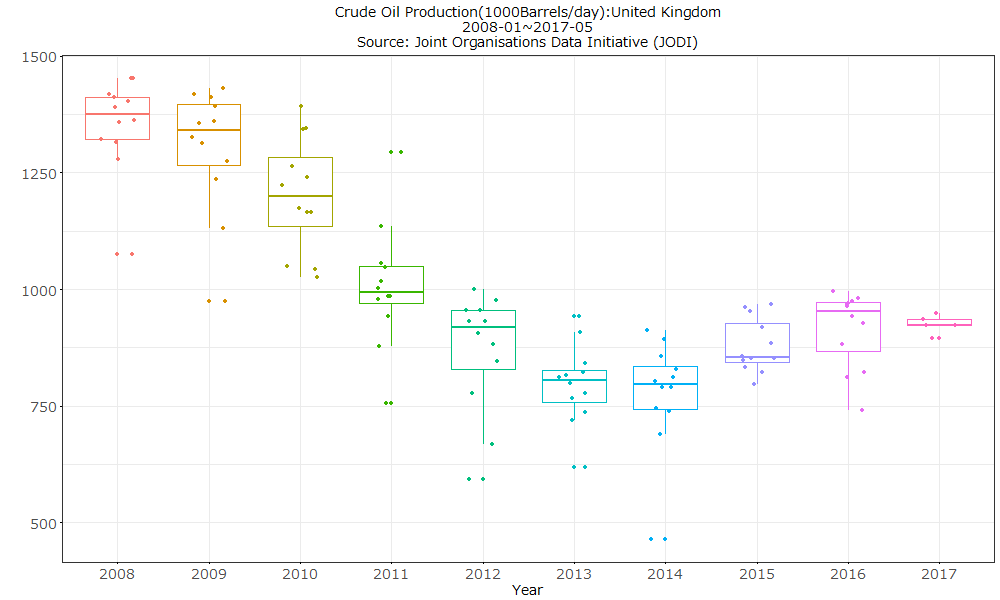 Crude Oil Production(1000Barrels/day):United Kingdom
2008-01~2017-05
Source: Joint Organisations Data Initiative (JODI)
1500
1250
1000
750
500
2008 2009 2010 2011 2012 2013 2014 2015 2016 2017
Year